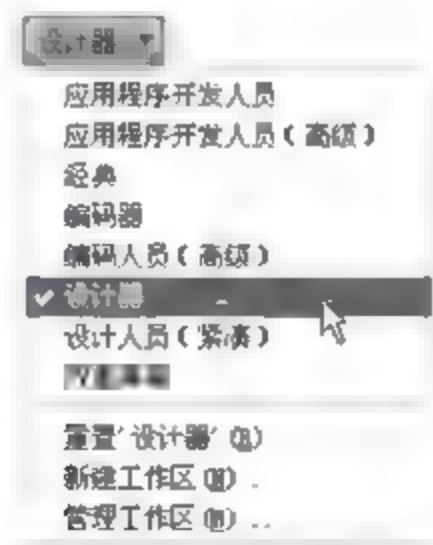 设计器
应用程序开发人员
应用程序开发人员(高级)
经典
编码器
编码人员(高级)
设计器
设计人员(紧凑)
重置'设计器'(R)
新建工作区(N)...
管理工作区(M)...